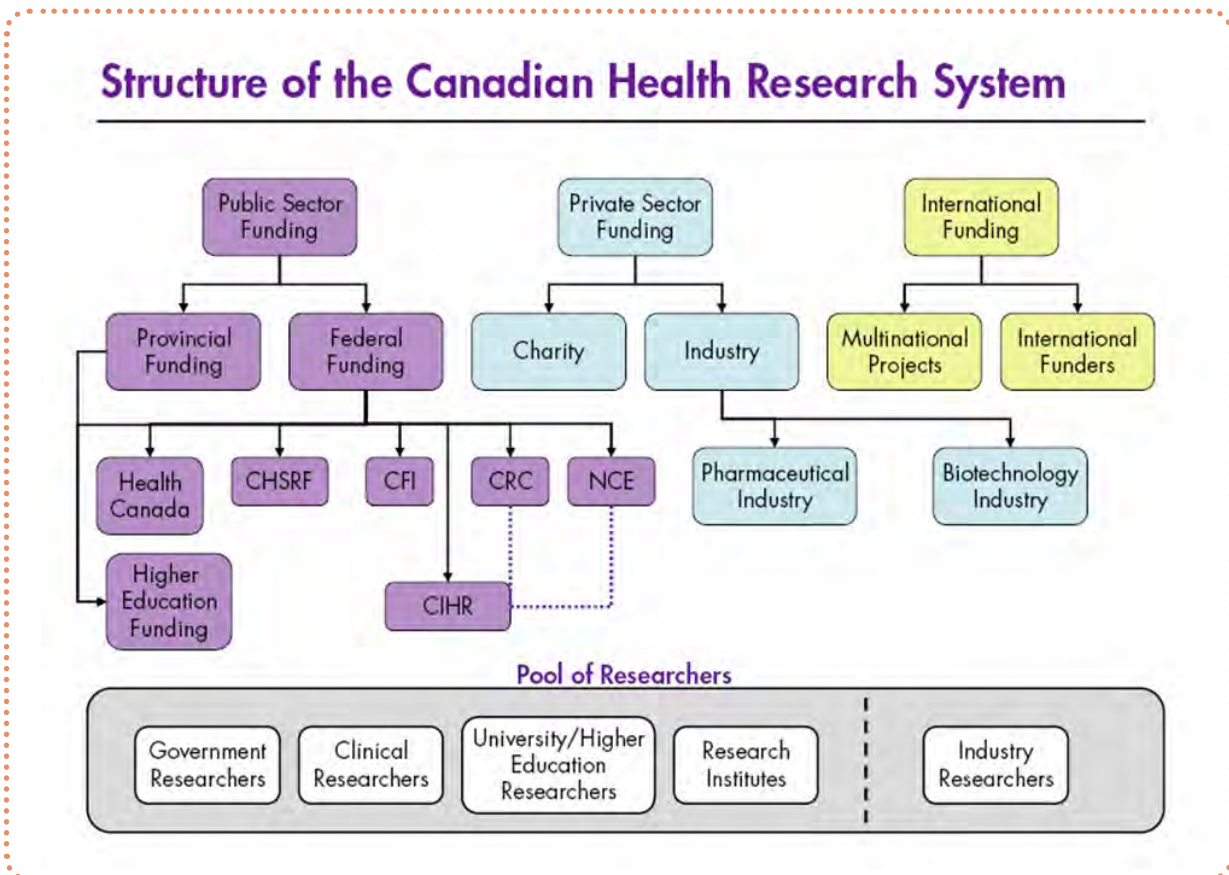 Structure of the Canadian Health Research System
Public Sector
Funding
Private Sector
Funding
International
Funding
Provincial
Funding
Federal
Funding
Charity
Industry
Multinational
Projects
International
Funders
Health
Canada
CHSRF
CFI
CRC
NCE
Pharmaceutical
Industry
Biotechnology
Industry
Higher
Education
Funding
CIHR
Pool of Researchers
Government
Researchers
Clinical
Researchers
University/Higher
Education
Researchers
Research
Institutes
Industry
Researchers